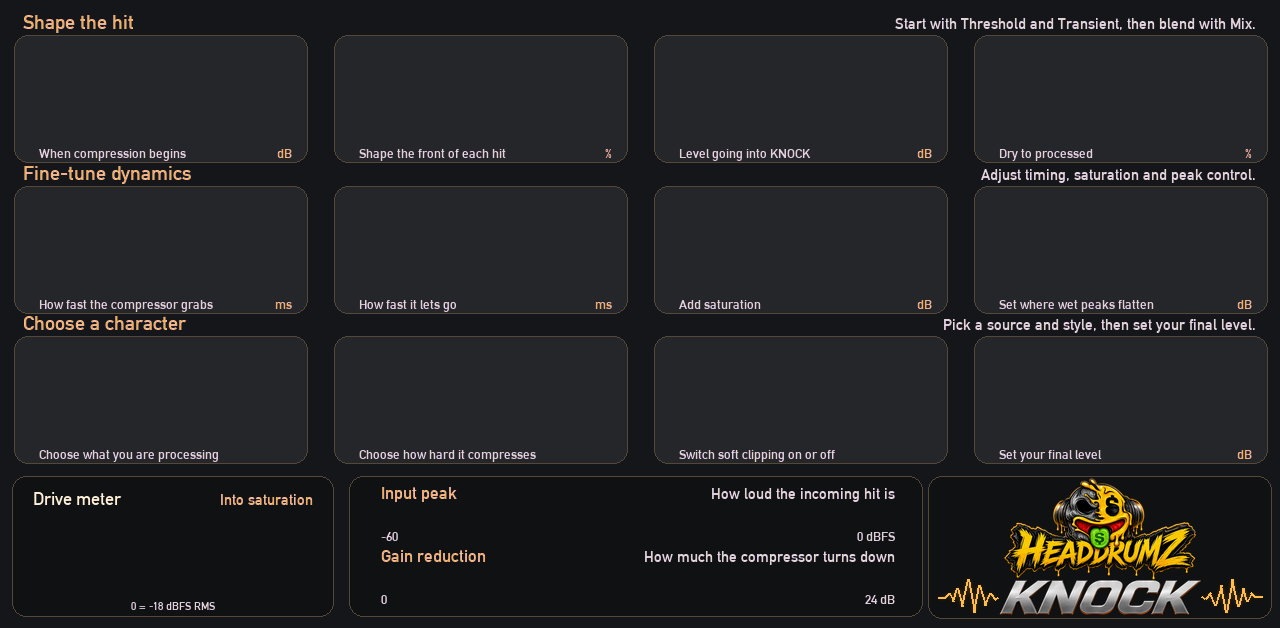 Shape the hit
Start with Threshold and Transient, then blend with Mix.
When compression begins dB
Shape the front of each hit %
Level going into KNOCK dB
Dry to processed %
Fine-tune dynamics
Adjust timing, saturation and peak control.
How fast the compressor grabs ms
How fast it lets go ms
Add saturation dB
Set where wet peaks flatten dB
Choose a character
Pick a source and style, then set your final level.
Choose what you are processing
Choose how hard it compresses
Switch soft clipping on or off
Set your final level dB
Drive meter Into saturation
0 = -18 dBFS RMS
Input peak How loud the incoming hit is
-60 0 dBFS
Gain reduction How much the compressor turns down
0 24 dB
$
HEADDRUMZ
KNOCK